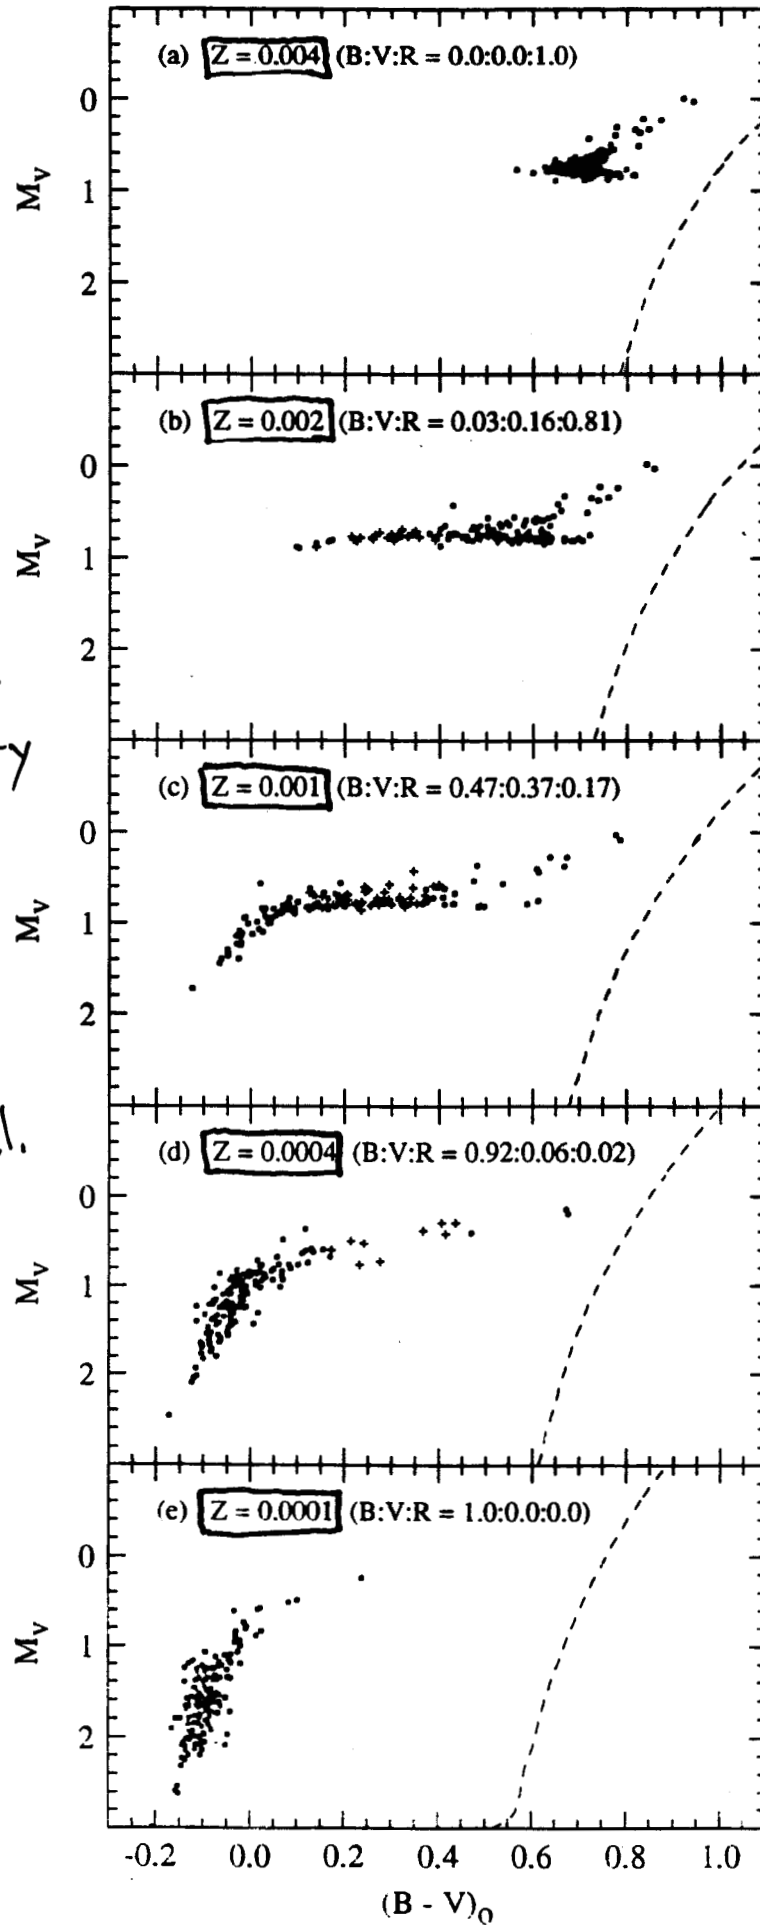 (a) Z = 0.004 (B:V:R = 0.0:0.0:1.0)
0
1
2
M_V
(b) Z = 0.002 (B:V:R = 0.03:0.16:0.81)
0
1
2
M_V
y
(c) Z = 0.001 (B:V:R = 0.47:0.37:0.17)
0
1
2
M_V
(d) Z = 0.0004 (B:V:R = 0.92:0.06:0.02)
0
1
2
M_V
(e) Z = 0.0001 (B:V:R = 1.0:0.0:0.0)
0
1
2
M_V
-0.2 0.0 0.2 0.4 0.6 0.8 1.0
(B - V)_0